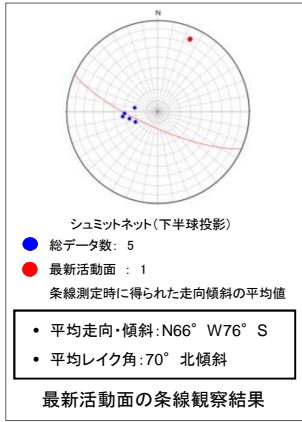 N
シュミットネット(下半球投影)
総データ数: 5
最新活動面 : 1
条線測定時に得られた走向傾斜の平均値
• 平均走向・傾斜:N66° W76° S
• 平均レイク角:70° 北傾斜
最新活動面の条線観察結果